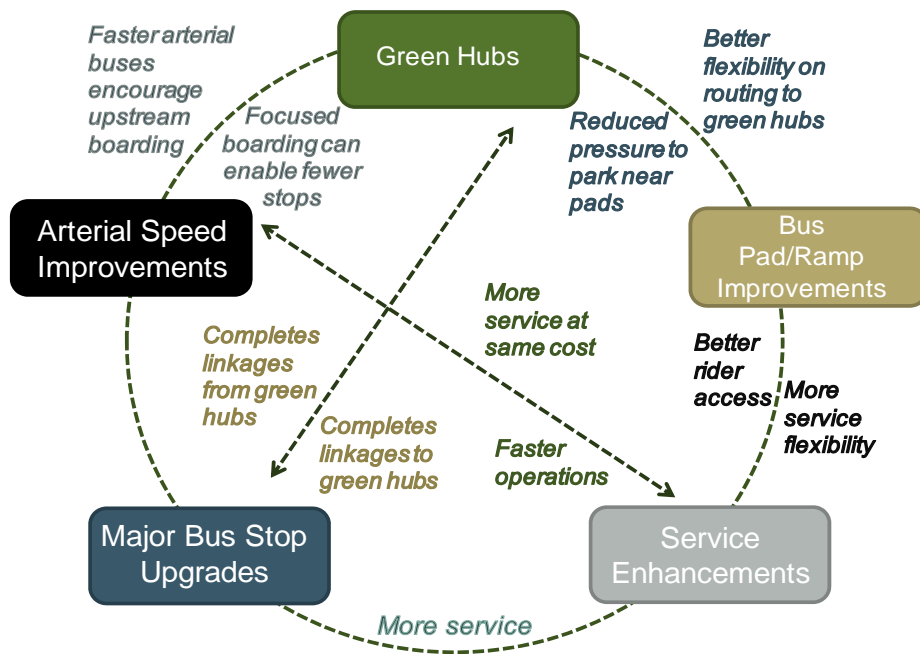 Green Hubs
Faster arterial
buses
encourage
upstream
boarding
Focused
boarding can
enable fewer
stops
Reduced
pressure to
park near
pads
Better
flexibility on
routing to
green hubs
Arterial Speed
Improvements
Bus
Pad/Ramp
Improvements
More
service at
same cost
Completes
linkages
from green
hubs
Completes
linkages to
green hubs
Faster
operations
Better
rider
access
More
service
flexibility
Major Bus Stop
Upgrades
Service
Enhancements
More service